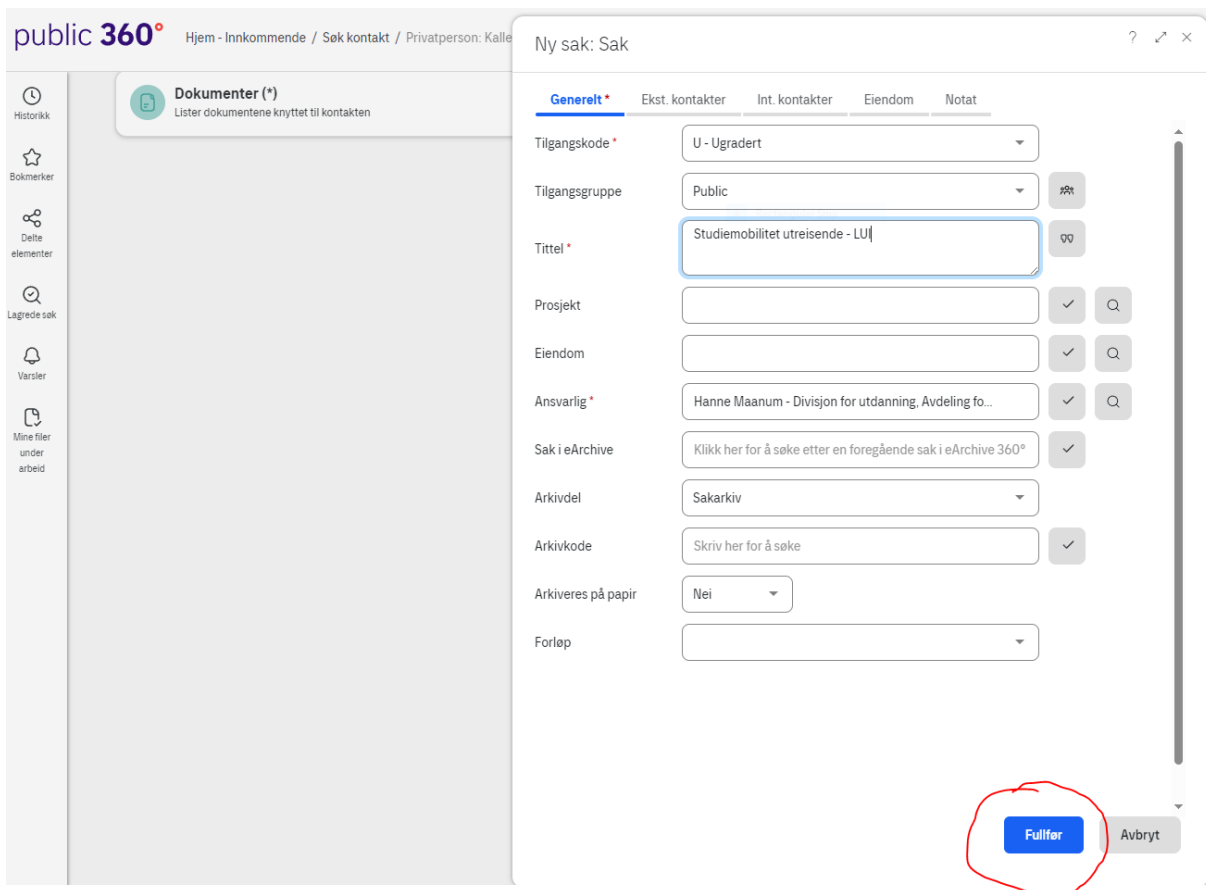 public 360°
Hjem - Innkommende / Søk kontakt / Privatperson: Kalle
Historikk
Bokmerker
Delte
elementer
Lagrede søk
Varsler
Mine filer
under
arbeid
Dokumenter (*)
Lister dokumentene knyttet til kontakten
Ny sak: Sak
?
Generelt *
Ekst. kontakter
Int. kontakter
Eiendom
Notat
Tilgangskode *
U - Ugradert
Tilgangsgruppe
Public
Tittel *
Studiemobilitet utreisende - LUI
Prosjekt
Eiendom
Ansvarlig *
Hanne Maanum - Divisjon for utdanning, Avdeling fo...
Sak i eArchive
Klikk her for å søke etter en foregående sak i eArchive 360°
Arkivdel
Sakarkiv
Arkivkode
Skriv her for å søke
Arkiveres på papir
Nei
Forløp
Fullfør
Avbryt